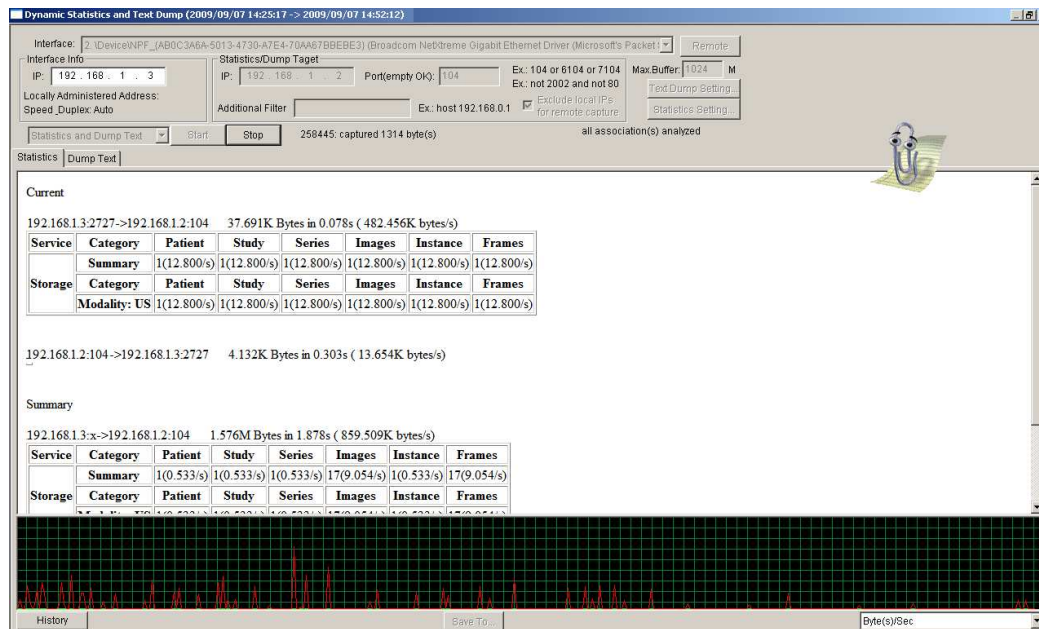 Dynamic Statistics and Text Dump (2009/09/07 14:25:17 -> 2009/09/07 14:52:12)
Interface: 2. \Device\NPF_{AB0C3A6A-5013-4730-A7E4-70AA67BBEBE3} (Broadcom NetXtreme Gigabit Ethernet Driver (Microsoft's Packet Remote
Interface Info Statistics/Dump Taget
IP: 192 . 168 . 1 . 3 IP: 192 . 168 . 1 . 2 Port(empty OK): 104 Ex.: 104 or 6104 or 7104 Max.Buffer: 1024 M
Ex.: not 2002 and not 80
Locally Administered Address: Text Dump Setting...
Speed_Duplex: Auto Additional Filter Ex.: host 192.168.0.1 Exclude local IPs for remote capture Statistics Setting...
Statistics and Dump Text Start Stop 258445: captured 1314 byte(s) all association(s) analyzed
Statistics Dump Text
Current
192.168.1.3:2727->192.168.1.2:104 37.691K Bytes in 0.078s ( 482.456K bytes/s)
Service Category Patient Study Series Images Instance Frames
Summary 1(12.800/s) 1(12.800/s) 1(12.800/s) 1(12.800/s) 1(12.800/s) 1(12.800/s)
Storage Category Patient Study Series Images Instance Frames
Modality: US 1(12.800/s) 1(12.800/s) 1(12.800/s) 1(12.800/s) 1(12.800/s) 1(12.800/s)
192.168.1.2:104->192.168.1.3:2727 4.132K Bytes in 0.303s ( 13.654K bytes/s)
Summary
192.168.1.3:x->192.168.1.2:104 1.576M Bytes in 1.878s ( 859.509K bytes/s)
Service Category Patient Study Series Images Instance Frames
Summary 1(0.533/s) 1(0.533/s) 1(0.533/s) 17(9.054/s) 1(0.533/s) 17(9.054/s)
Storage Category Patient Study Series Images Instance Frames
History Save To... Byte(s)/Sec